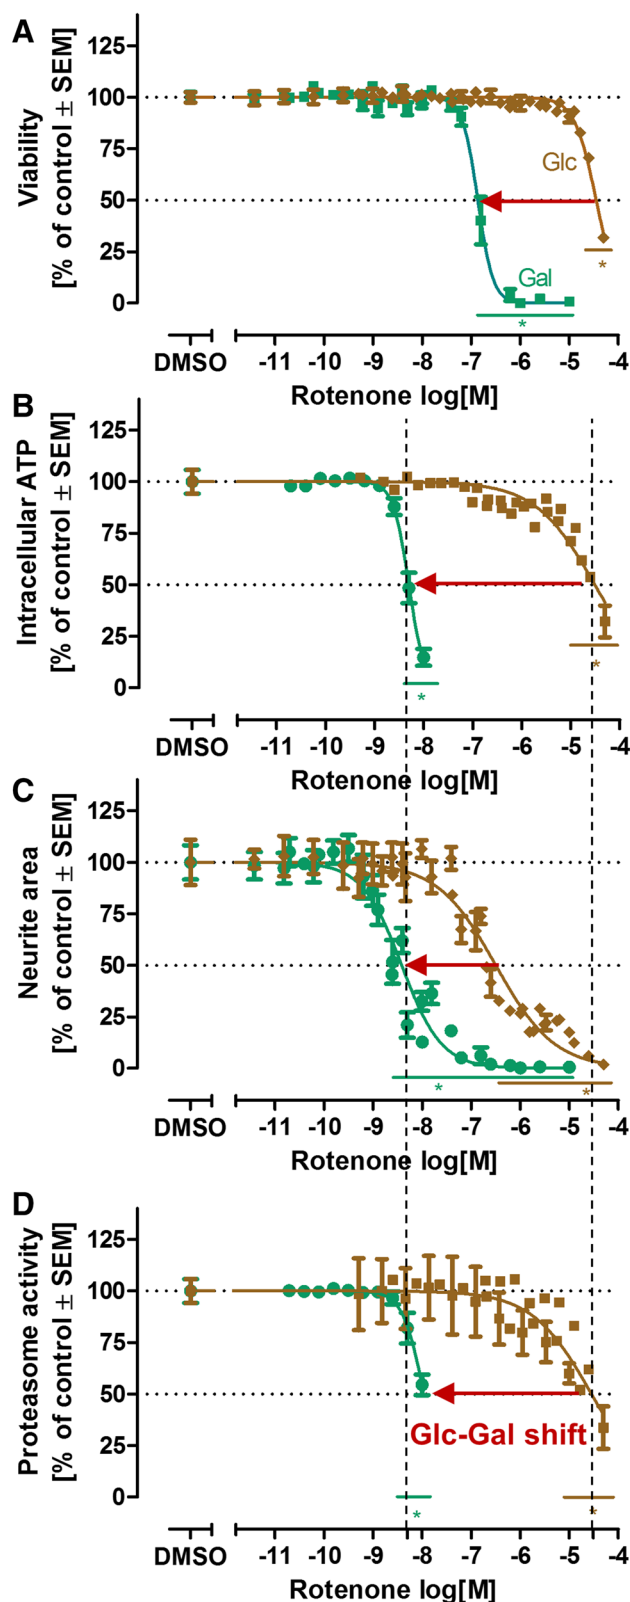 A
Viability
[% of control ± SEM]
125
100
75
50
25
0
Glc
Gal
*
*
DMSO
-11 -10 -9 -8 -7 -6 -5 -4
Rotenone log[M]
B
Intracellular ATP
[% of control ± SEM]
125
100
75
50
25
0
*
*
DMSO
-11 -10 -9 -8 -7 -6 -5 -4
Rotenone log[M]
C
Neurite area
[% of control ± SEM]
125
100
75
50
25
0
*
*
DMSO
-11 -10 -9 -8 -7 -6 -5 -4
Rotenone log[M]
D
Proteasome activity
[% of control ± SEM]
125
100
75
50
25
0
Glc-Gal shift
*
*
DMSO
-11 -10 -9 -8 -7 -6 -5 -4
Rotenone log[M]